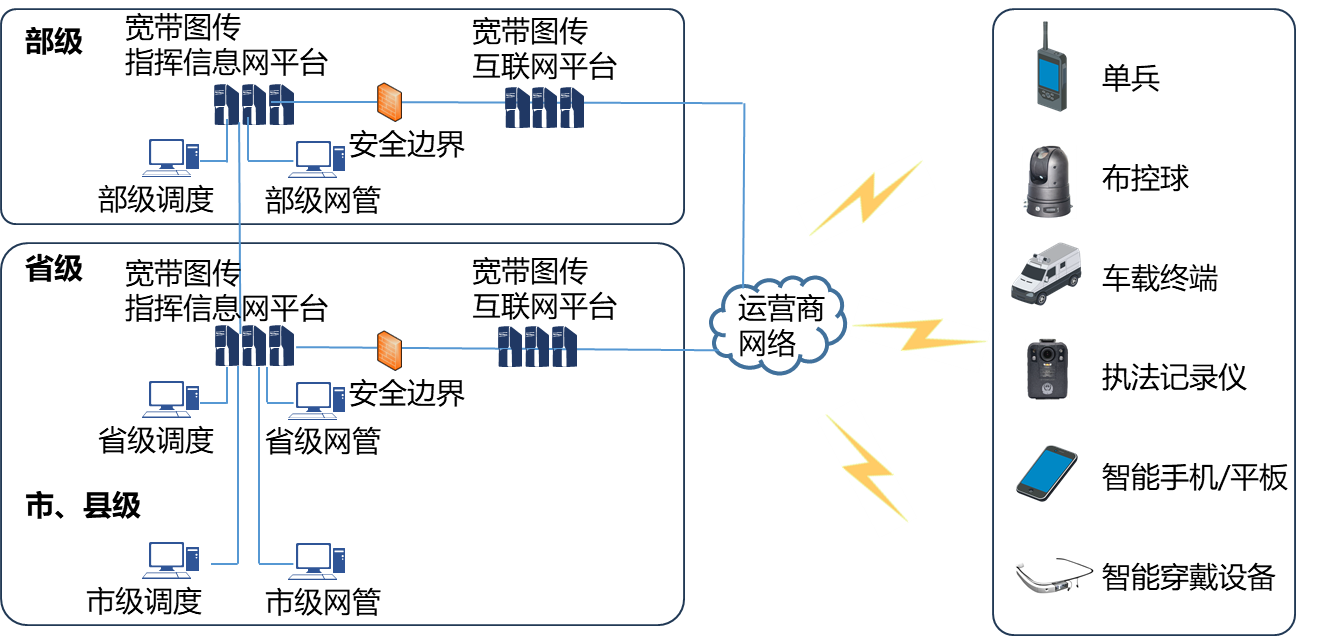 部级
宽带图传
指挥信息网平台
宽带图传
互联网平台
安全边界
部级调度
部级网管
省级
宽带图传
指挥信息网平台
宽带图传
互联网平台
安全边界
省级调度
省级网管
市、县级
市级调度
市级网管
运营商
网络
单兵
布控球
车载终端
执法记录仪
智能手机/平板
智能穿戴设备